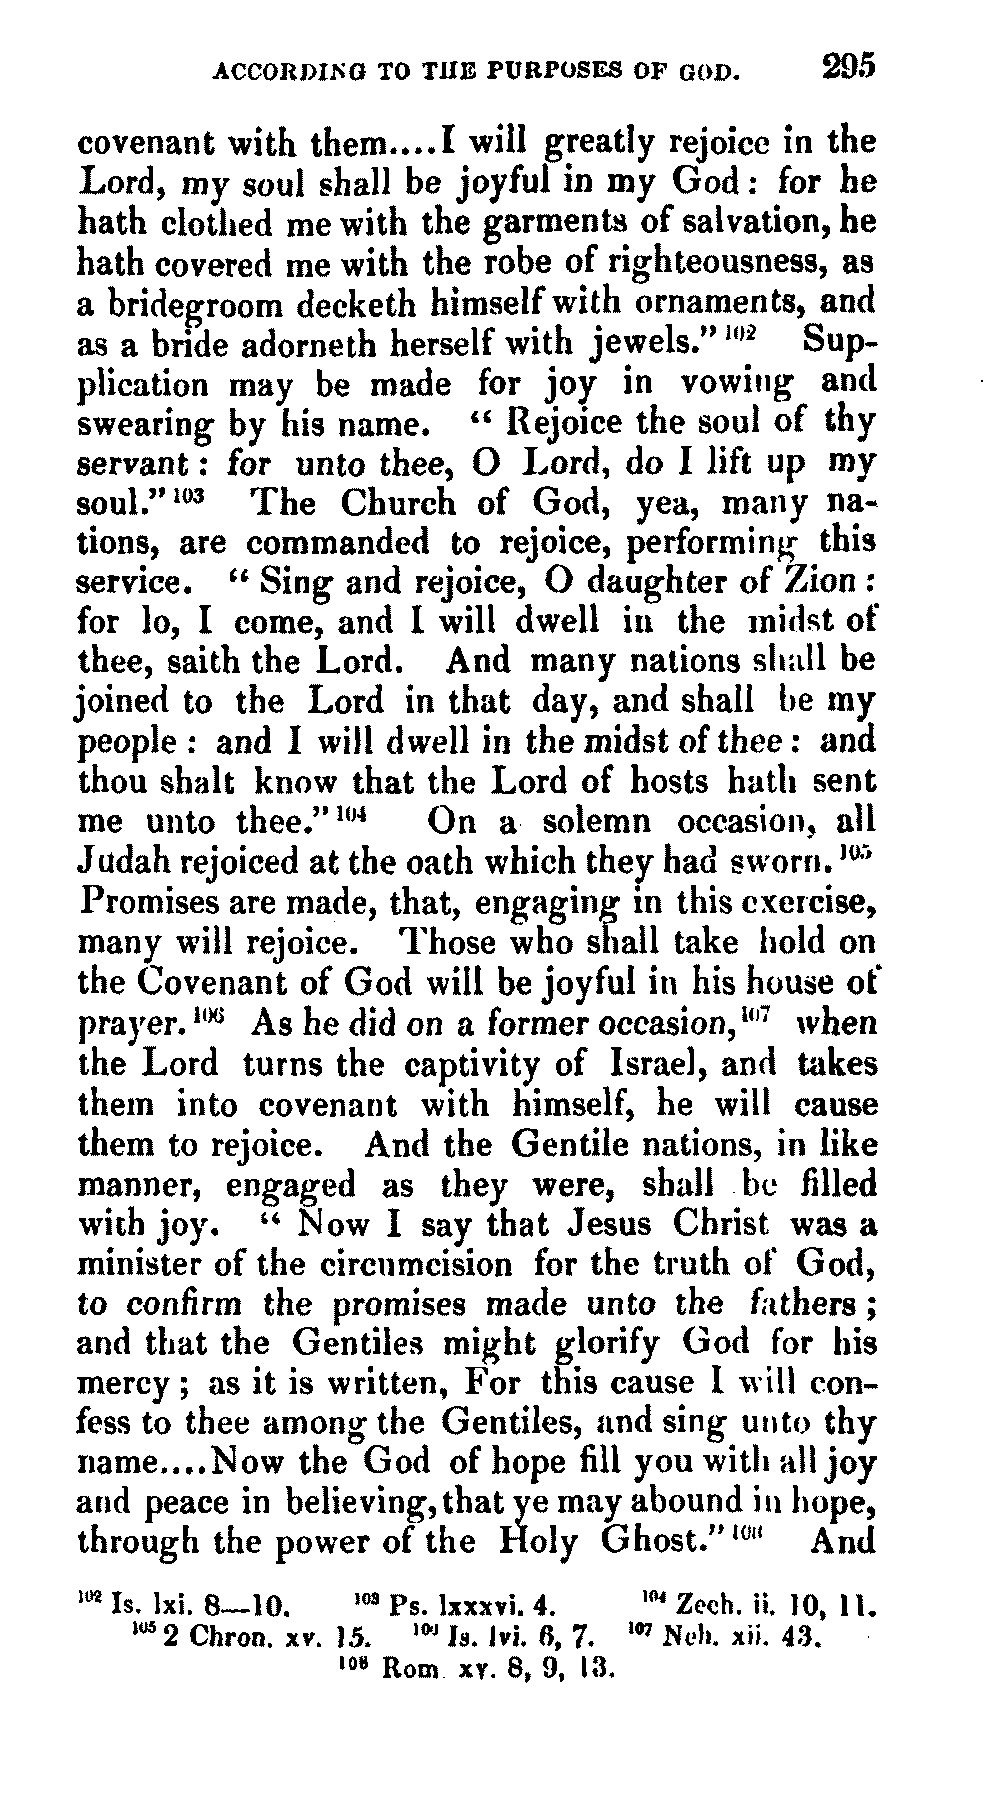 ACCORDING TO THE PURPOSES OF GOD. 295
covenant with them....I will greatly rejoice in the
Lord, my soul shall be joyful in my God: for he
hath clothed me with the garments of salvation, he
hath covered me with the robe of righteousness, as
a bridegroom decketh himself with ornaments, and
as a bride adorneth herself with jewels."102 Sup-
plication may be made for joy in vowing and
swearing by his name. "Rejoice the soul of thy
servant: for unto thee, O Lord, do I lift up my
soul."103 The Church of God, yea, many na-
tions, are commanded to rejoice, performing this
service. "Sing and rejoice, O daughter of Zion:
for lo, I come, and I will dwell in the midst of
thee, saith the Lord. And many nations shall be
joined to the Lord in that day, and shall be my
people: and I will dwell in the midst of thee: and
thou shalt know that the Lord of hosts hath sent
me unto thee."104 On a solemn occasion, all
Judah rejoiced at the oath which they had sworn.105
Promises are made, that, engaging in this exercise,
many will rejoice. Those who shall take hold on
the Covenant of God will be joyful in his house of
prayer.106 As he did on a former occasion,107 when
the Lord turns the captivity of Israel, and takes
them into covenant with himself, he will cause
them to rejoice. And the Gentile nations, in like
manner, engaged as they were, shall be filled
with joy. "Now I say that Jesus Christ was a
minister of the circumcision for the truth of God,
to confirm the promises made unto the fathers;
and that the Gentiles might glorify God for his
mercy; as it is written, For this cause I will con-
fess to thee among the Gentiles, and sing unto thy
name....Now the God of hope fill you with all joy
and peace in believing, that ye may abound in hope,
through the power of the Holy Ghost."108 And
102 Is. lxi. 8—10. 103 Ps. lxxxvi. 4. 104 Zech. ii. 10, 11.
105 2 Chron. xv. 15. 106 Is. lvi. 6, 7. 107 Neh. xii. 43.
108 Rom. xv. 8, 9, 13.